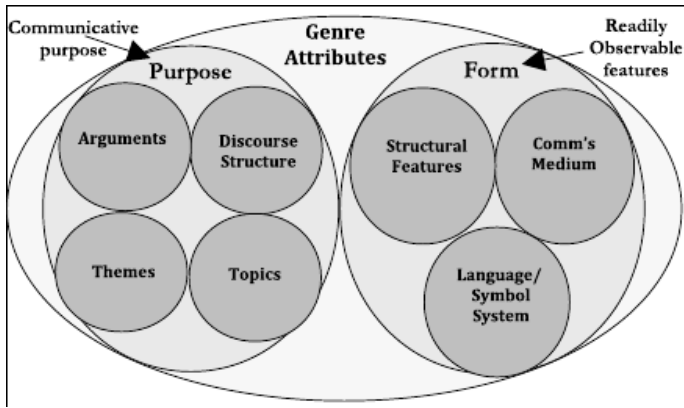 Communicative
purpose
Genre
Attributes
Readily
Observable
features
Purpose
Form
Arguments
Discourse
Structure
Structural
Features
Comm's
Medium
Themes
Topics
Language/
Symbol
System